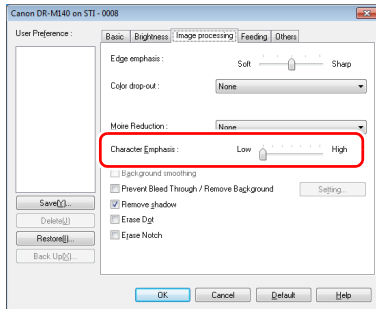 Canon DR-M140 on STI - 0008
User Preference :
Basic Brightness Image processing Feeding Others
Edge emphasis : Soft Sharp
Color drop-out : None
Moire Reduction : None
Character Emphasis : Low High
Background smoothing
Prevent Bleed Through / Remove Background Setting...
Save(Y)... Remove shadow
Delete(J) Erase Dot
Restore(I)... Erase Notch
Back Up(X)...
OK Cancel Default Help